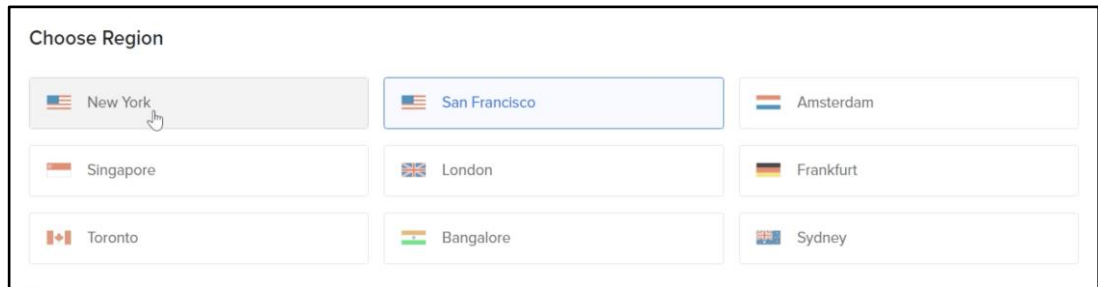 Choose Region
New York
San Francisco
Amsterdam
Singapore
London
Frankfurt
Toronto
Bangalore
Sydney